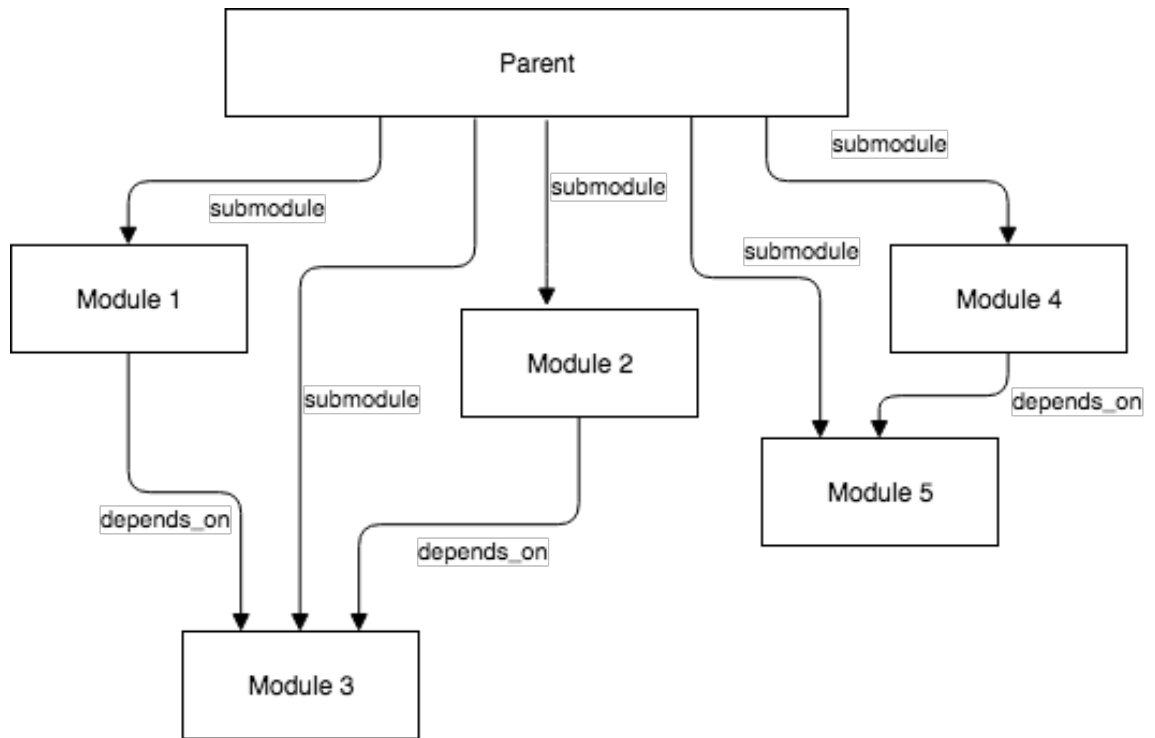 Parent
submodule
submodule
submodule
submodule
Module 1
Module 4
Module 2
submodule
depends_on
Module 5
depends_on
depends_on
Module 3